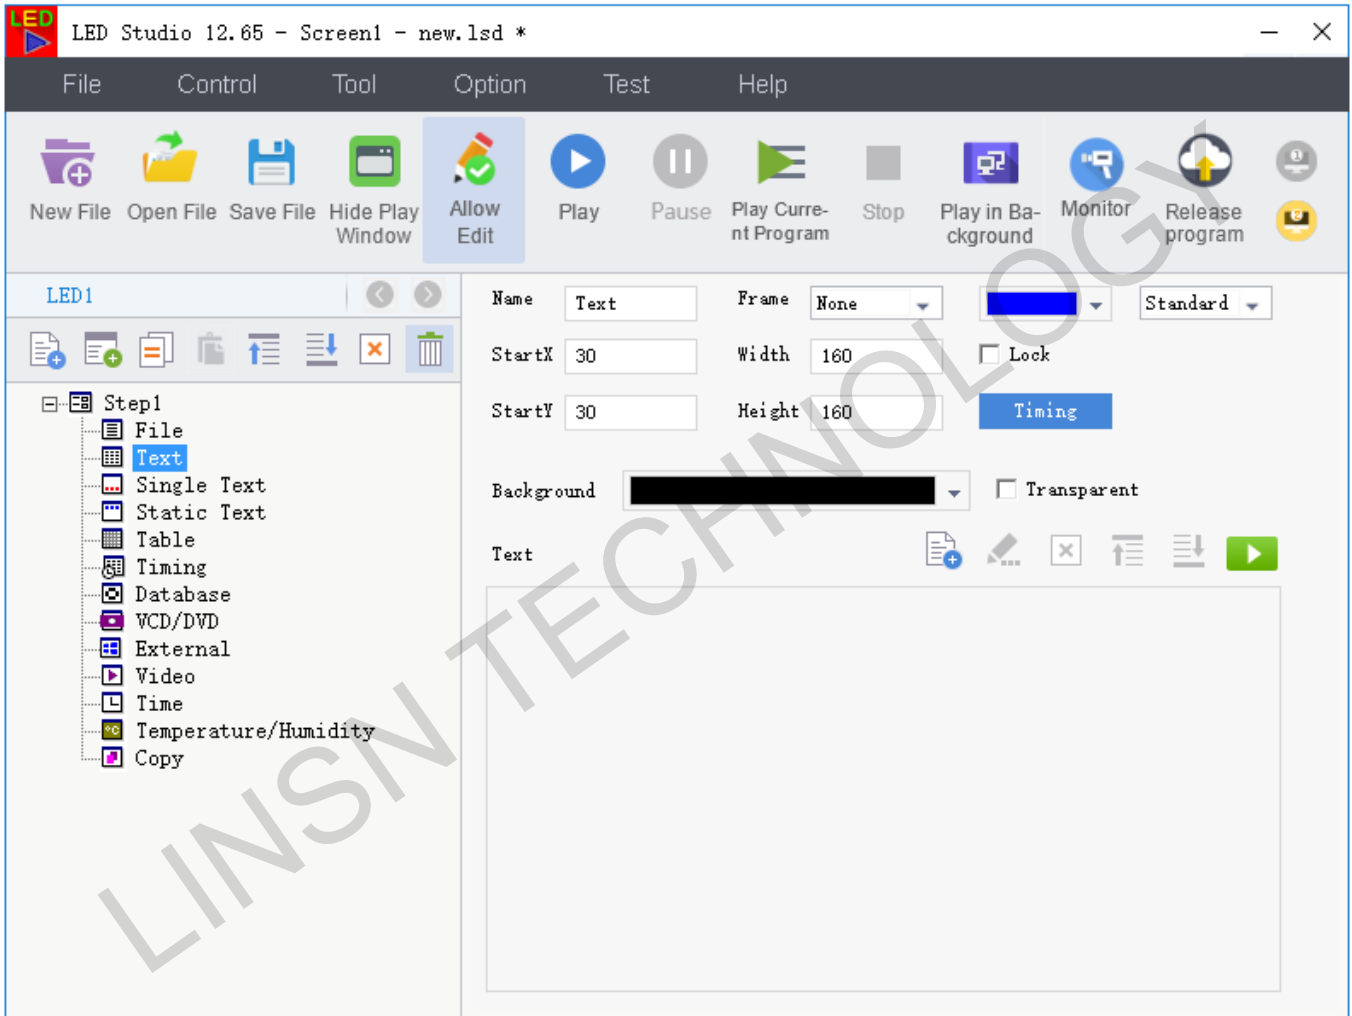 LED
LED Studio 12.65 - Screen1 - new.lsd *
File Control Tool Option Test Help
New File Open File Save File Hide Play Window Allow Edit Play Pause Play Curre-nt Program Stop Play in Ba-ckground Monitor Release program
LED1
Name Text Frame None Standard
StartX 30 Width 160 Lock
StartY 30 Height 160 Timing
Background Transparent
Text
Step1
File
Text
Single Text
Static Text
Table
Timing
Database
VCD/DVD
External
Video
Time
Temperature/Humidity
Copy
LINSN TECHNOLOGY